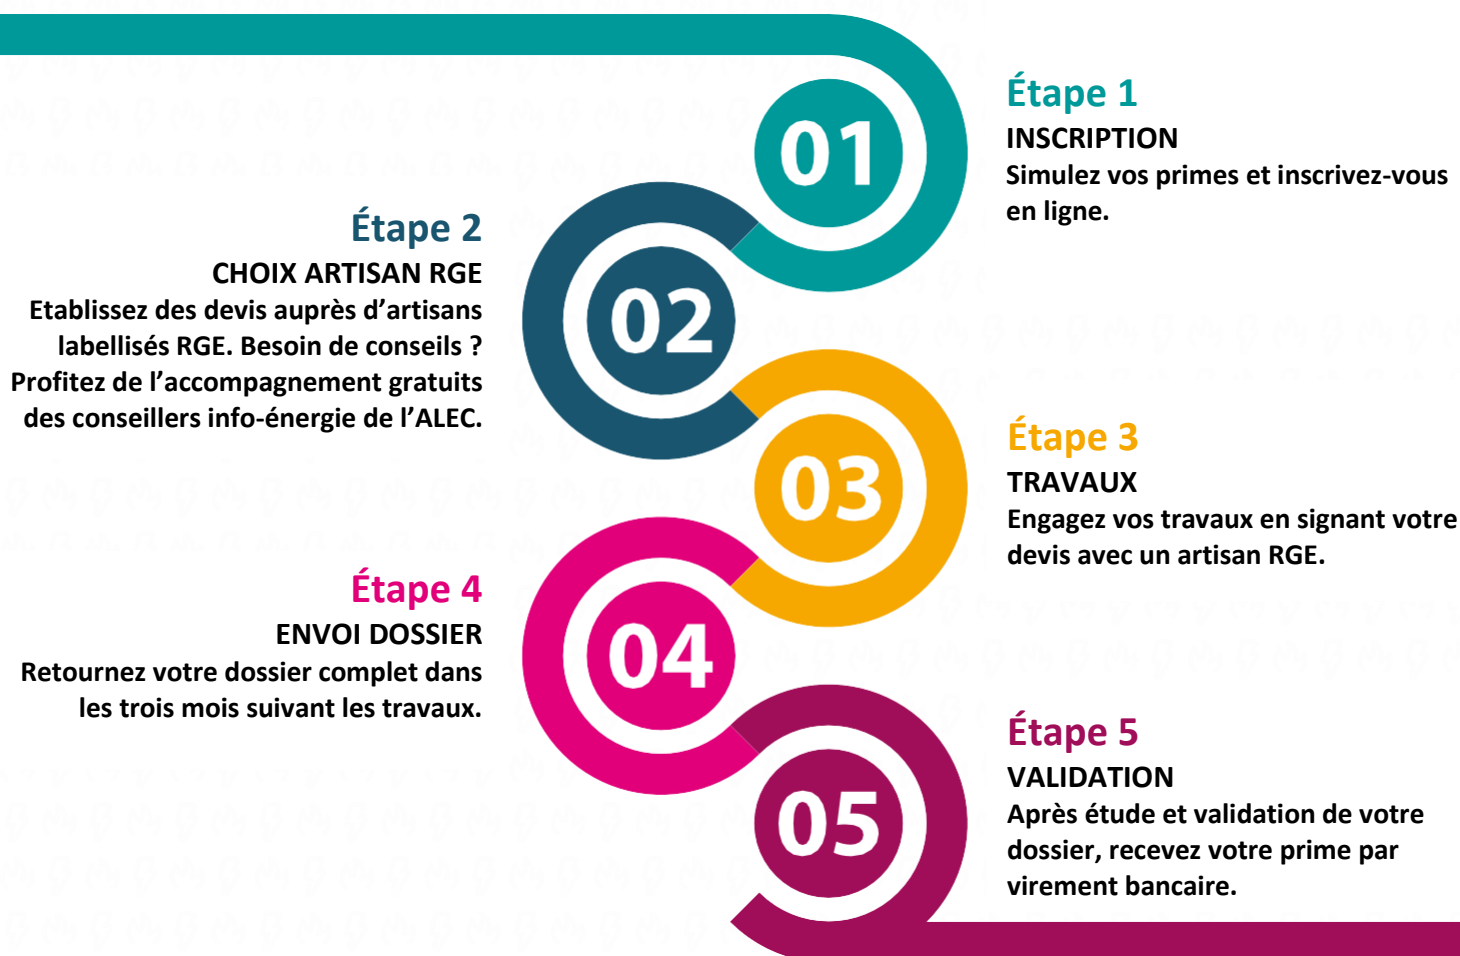 01
Étape 1
INSCRIPTION
Simulez vos primes et inscrivez-vous
en ligne.
Étape 2
CHOIX ARTISAN RGE
Etablissez des devis auprès d’artisans
labellisés RGE. Besoin de conseils ?
Profitez de l’accompagnement gratuits
des conseillers info-énergie de l’ALEC.
02
03
Étape 3
TRAVAUX
Engagez vos travaux en signant votre
devis avec un artisan RGE.
Étape 4
ENVOI DOSSIER
Retournez votre dossier complet dans
les trois mois suivant les travaux.
04
05
Étape 5
VALIDATION
Après étude et validation de votre
dossier, recevez votre prime par
virement bancaire.